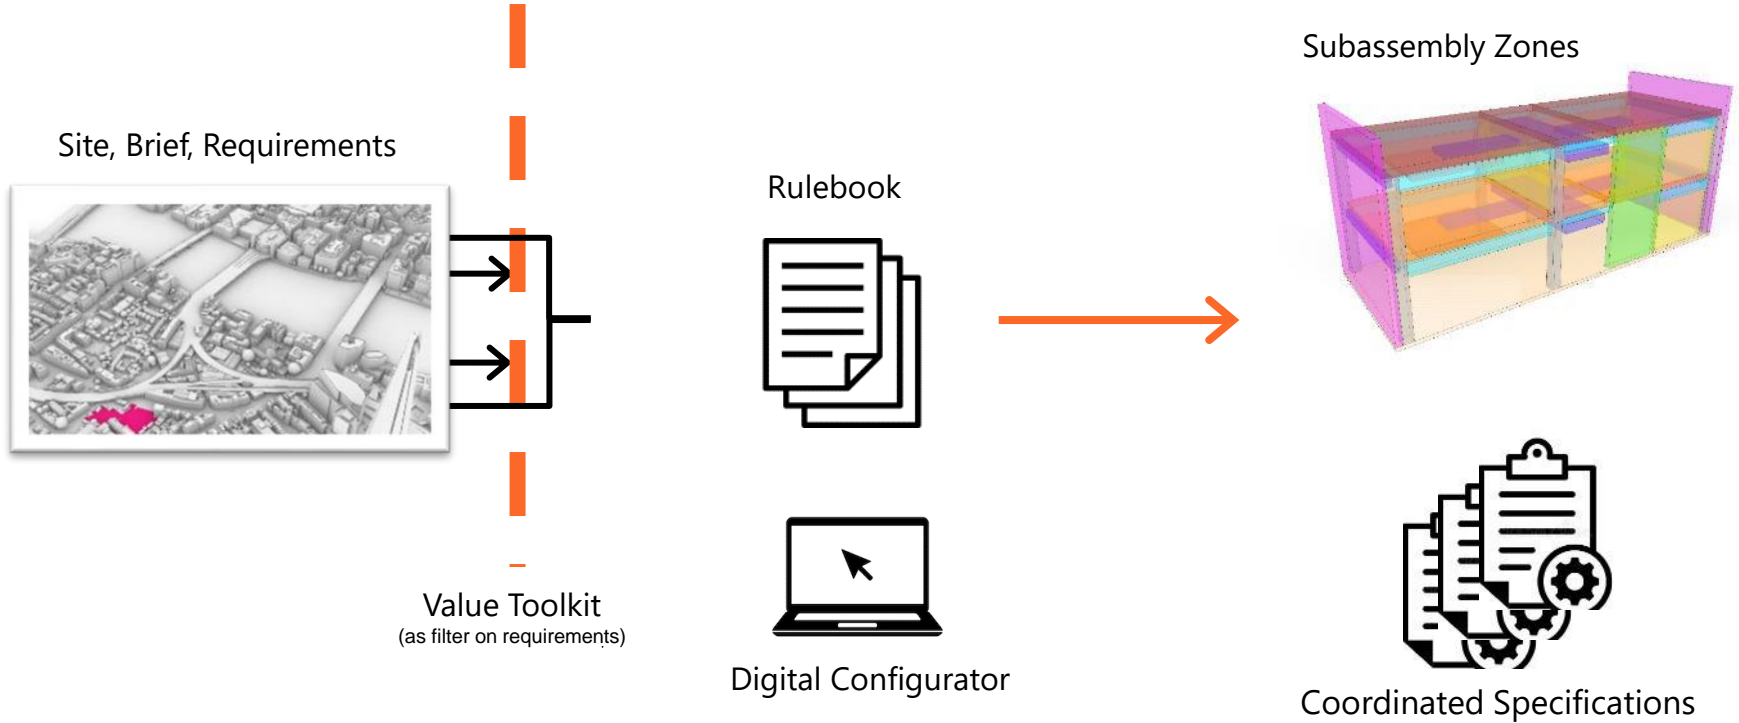 Subassembly Zones
Site, Brief, Requirements
Rulebook
Value Toolkit
(as filter on requirements)
Digital Configurator
Coordinated Specifications